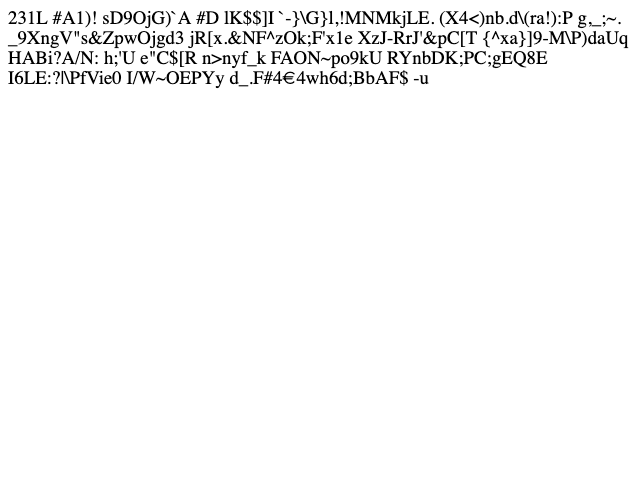 231L #A1)! sD9OjG)`A #D lK$$]I `-}\G}l,!MNMkjLE. (X4<)nb.d\(ra!):P g,_;~.
_9XngV"s&ZpwOjgd3 jR[x.&NF^zOk;F'x1e XzJ-RrJ'&pC[T {^xa}]9-M\P)daUq
HABi?A/N: h;'U e"C$[R n>nyf_k FAON~po9kU RYnbDK;PC;gEQ8E
I6LE:?l\PfVie0 I/W~OEPYy d_.F#4€4wh6d;BbAF$ -u